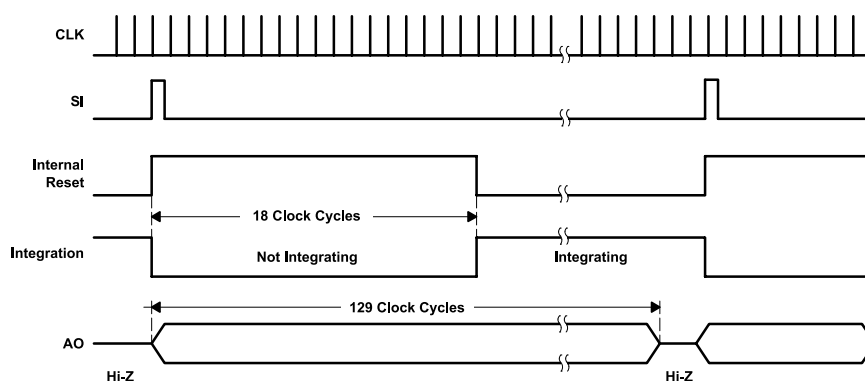 CLK
SI
Internal
Reset
18 Clock Cycles
Integration
Not Integrating
Integrating
129 Clock Cycles
AO
Hi-Z
Hi-Z